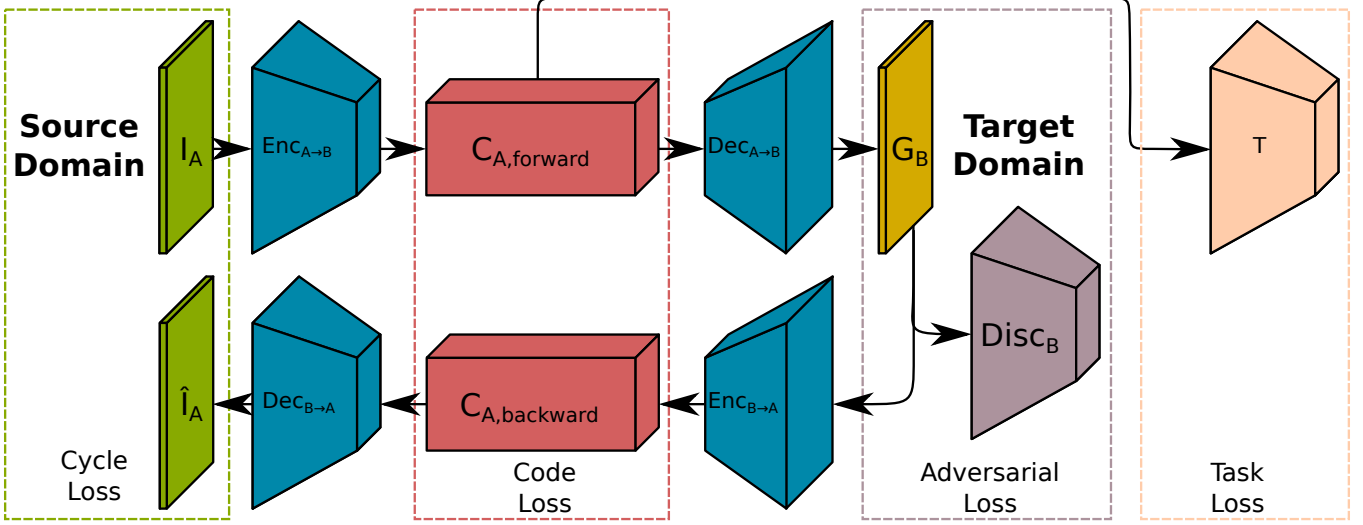 Source
Domain
I_A
Enc_A→B
C_A,forward
Dec_A→B
G_B
Target
Domain
T
Î_A
Dec_B→A
C_A,backward
Enc_B→A
Disc_B
Cycle
Loss
Code
Loss
Adversarial
Loss
Task
Loss